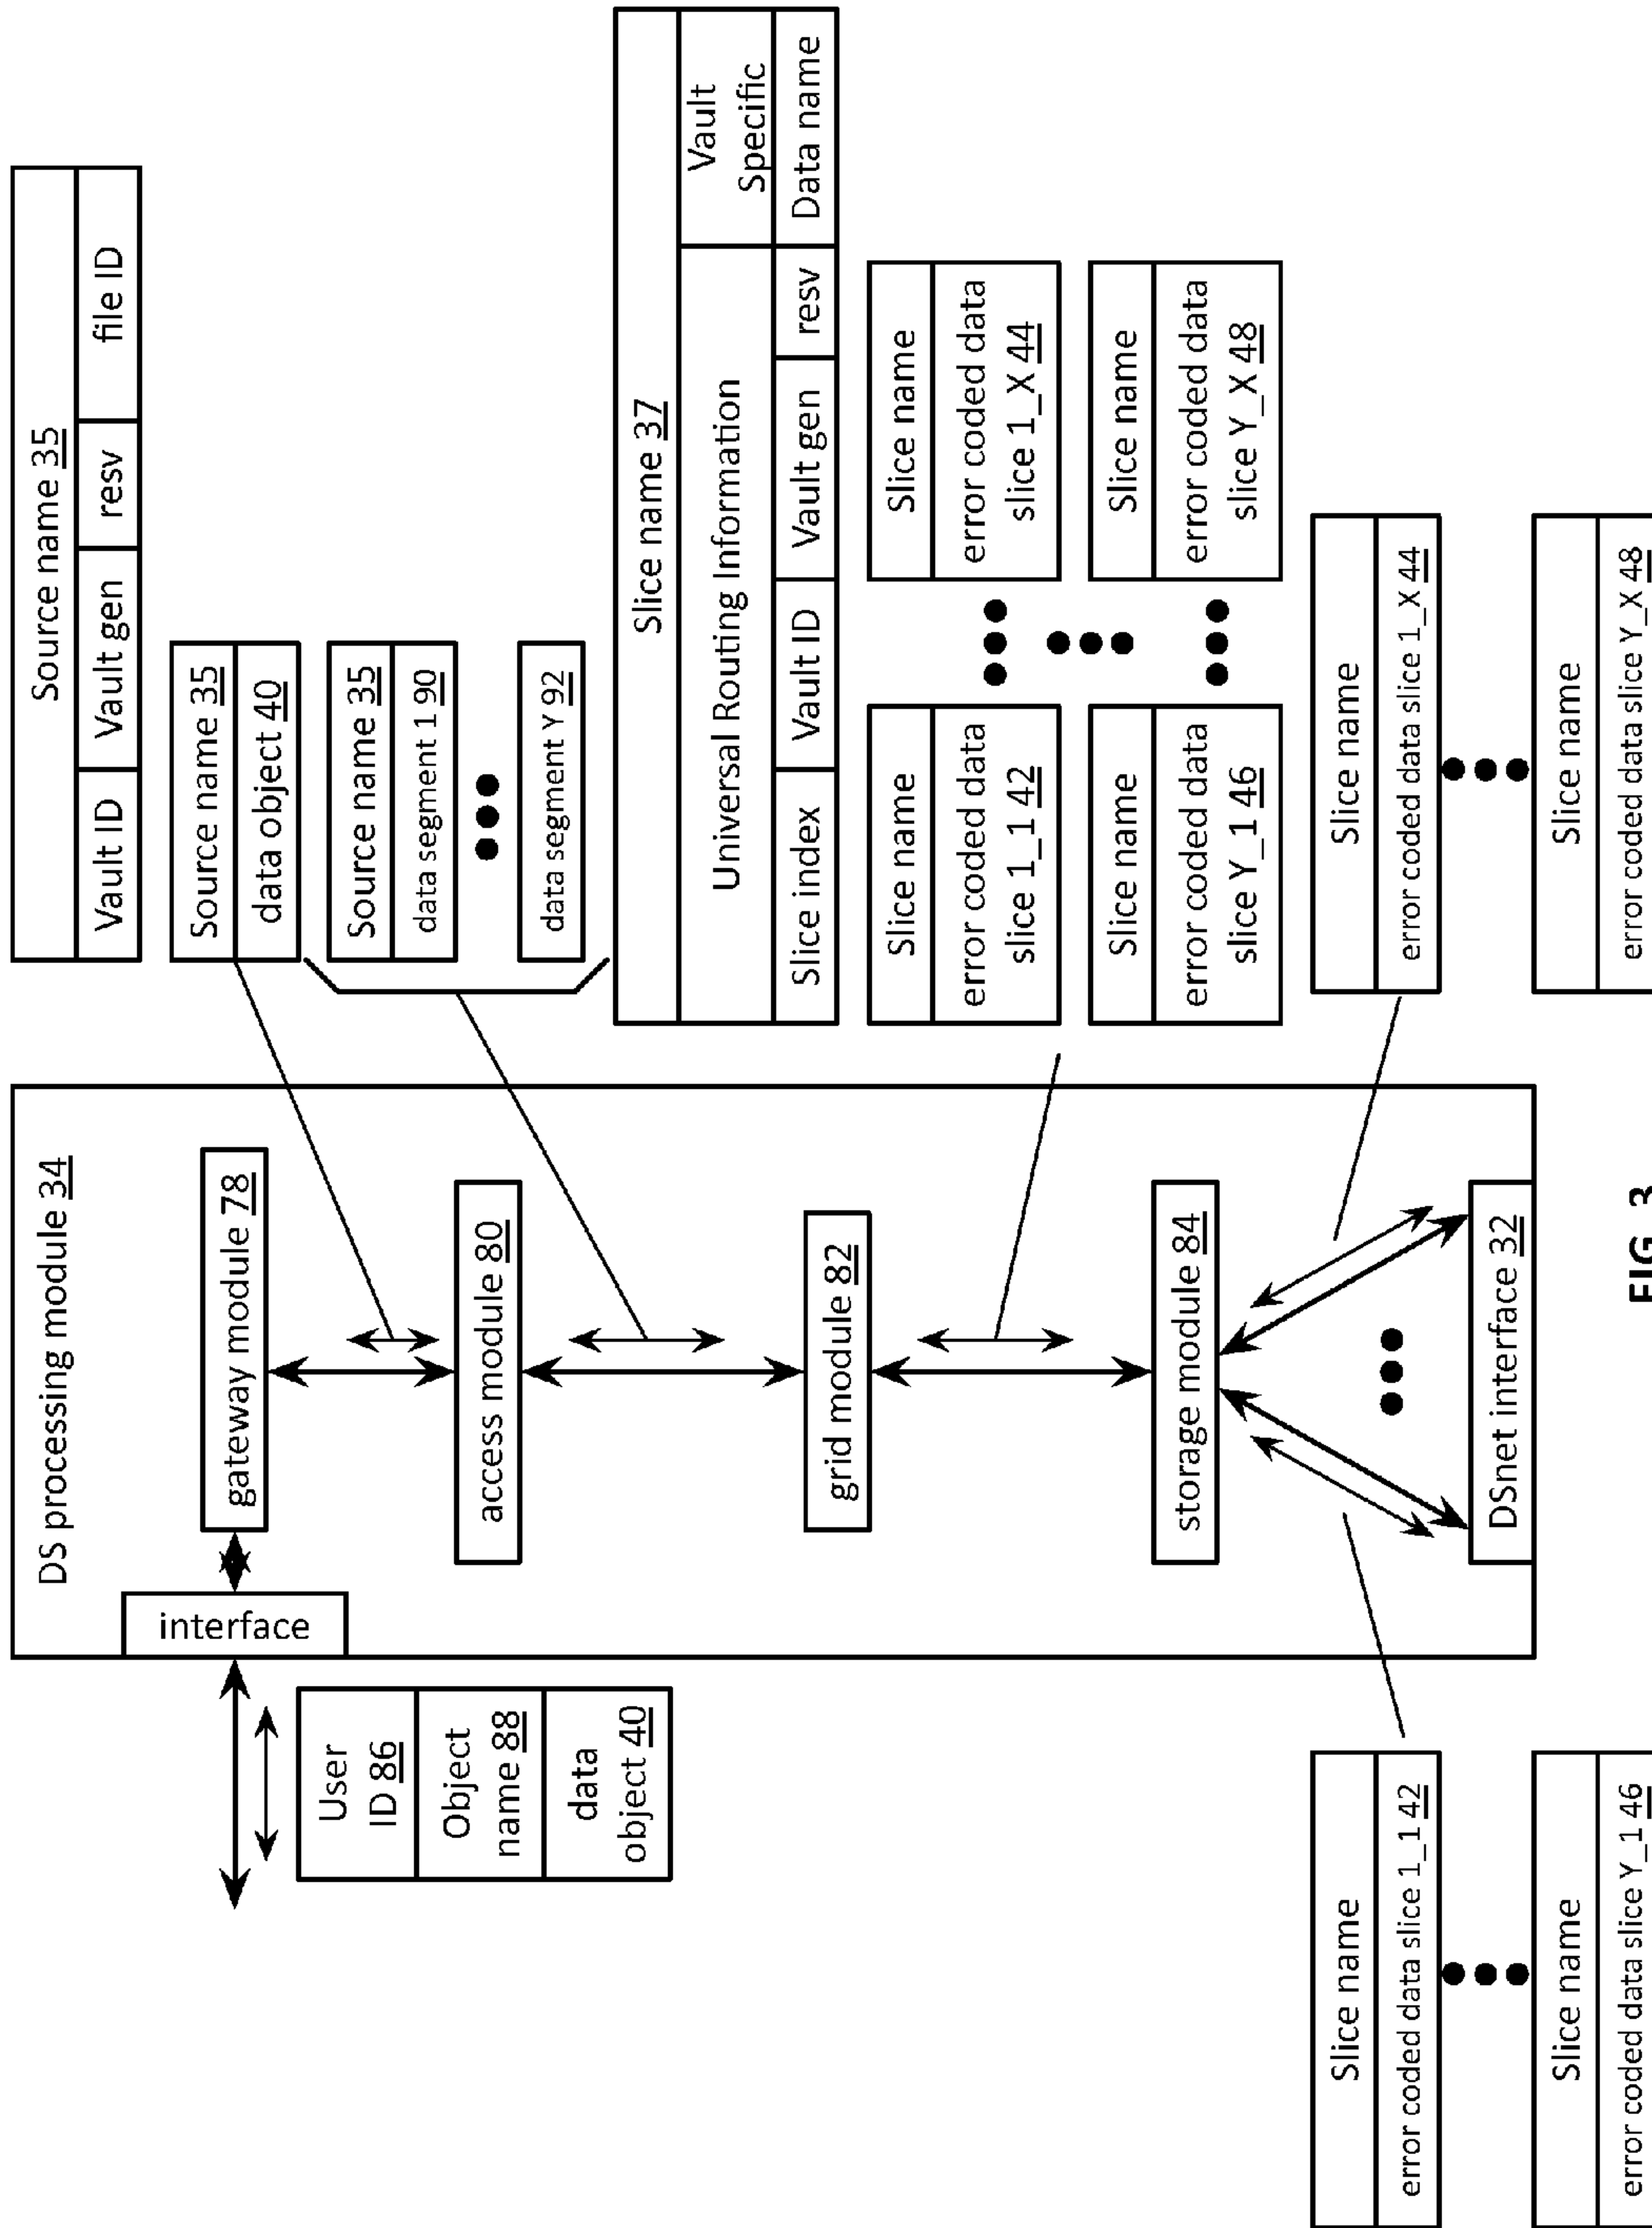 DS processing module 34
interface
gateway module 78
access module 80
grid module 82
storage module 84
DSnet interface 32
User
ID 86
Object
name 88
data
object 40
Source name 35
Vault ID
Vault gen
resv
file ID
Source name 35
data object 40
Source name 35
data segment 1 90
data segment Y 92
Slice name 37
Universal Routing Information
Vault
Specific
Slice index
Vault ID
Vault gen
resv
Data name
Slice name
error coded data
slice 1_1 42
Slice name
error coded data
slice 1_X 44
Slice name
error coded data
slice Y_1 46
Slice name
error coded data
slice Y_X 48
Slice name
error coded data slice 1_1 42
Slice name
error coded data slice Y_1 46
Slice name
error coded data slice 1_X 44
Slice name
error coded data slice Y_X 48
FIG. 3